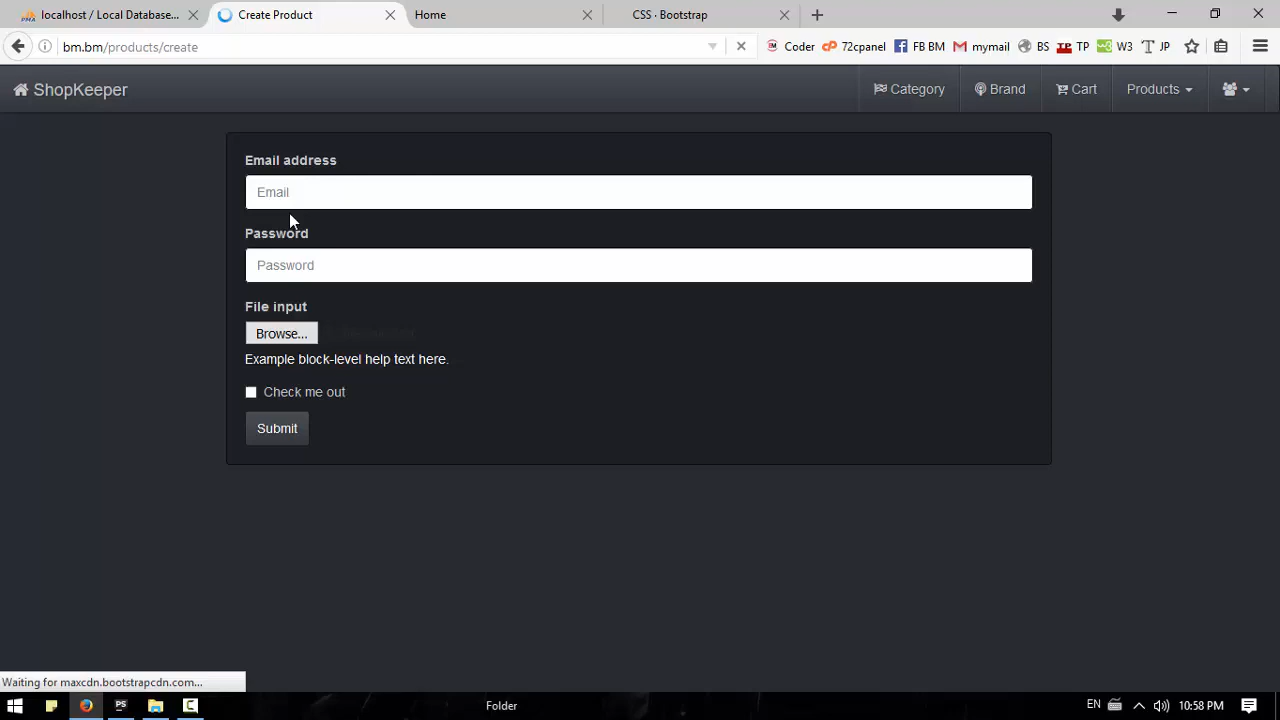 localhost / Local Database...
Create Product
Home
CSS · Bootstrap
bm.bm/products/create
Coder
72cpanel
FB BM
mymail
BS
TP
W3
JP
ShopKeeper
Category
Brand
Cart
Products
Email address
Email
Password
Password
File input
Browse...
Example block-level help text here.
Check me out
Submit
Waiting for maxcdn.bootstrapcdn.com...
Folder
EN
10:58 PM